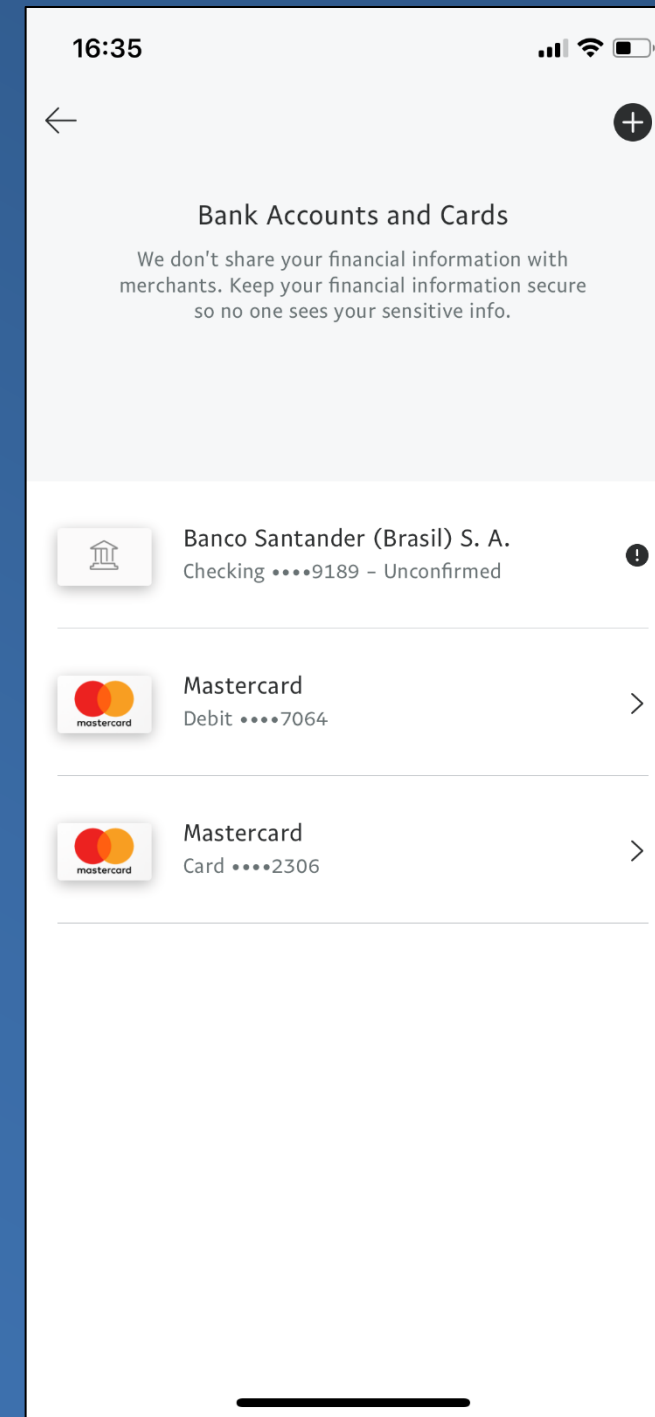 16:35
Bank Accounts and Cards
We don't share your financial information with
merchants. Keep your financial information secure
so no one sees your sensitive info.
Banco Santander (Brasil) S. A.
Checking ••••9189 – Unconfirmed
Mastercard
mastercard
Debit ••••7064
Mastercard
mastercard
Card ••••2306